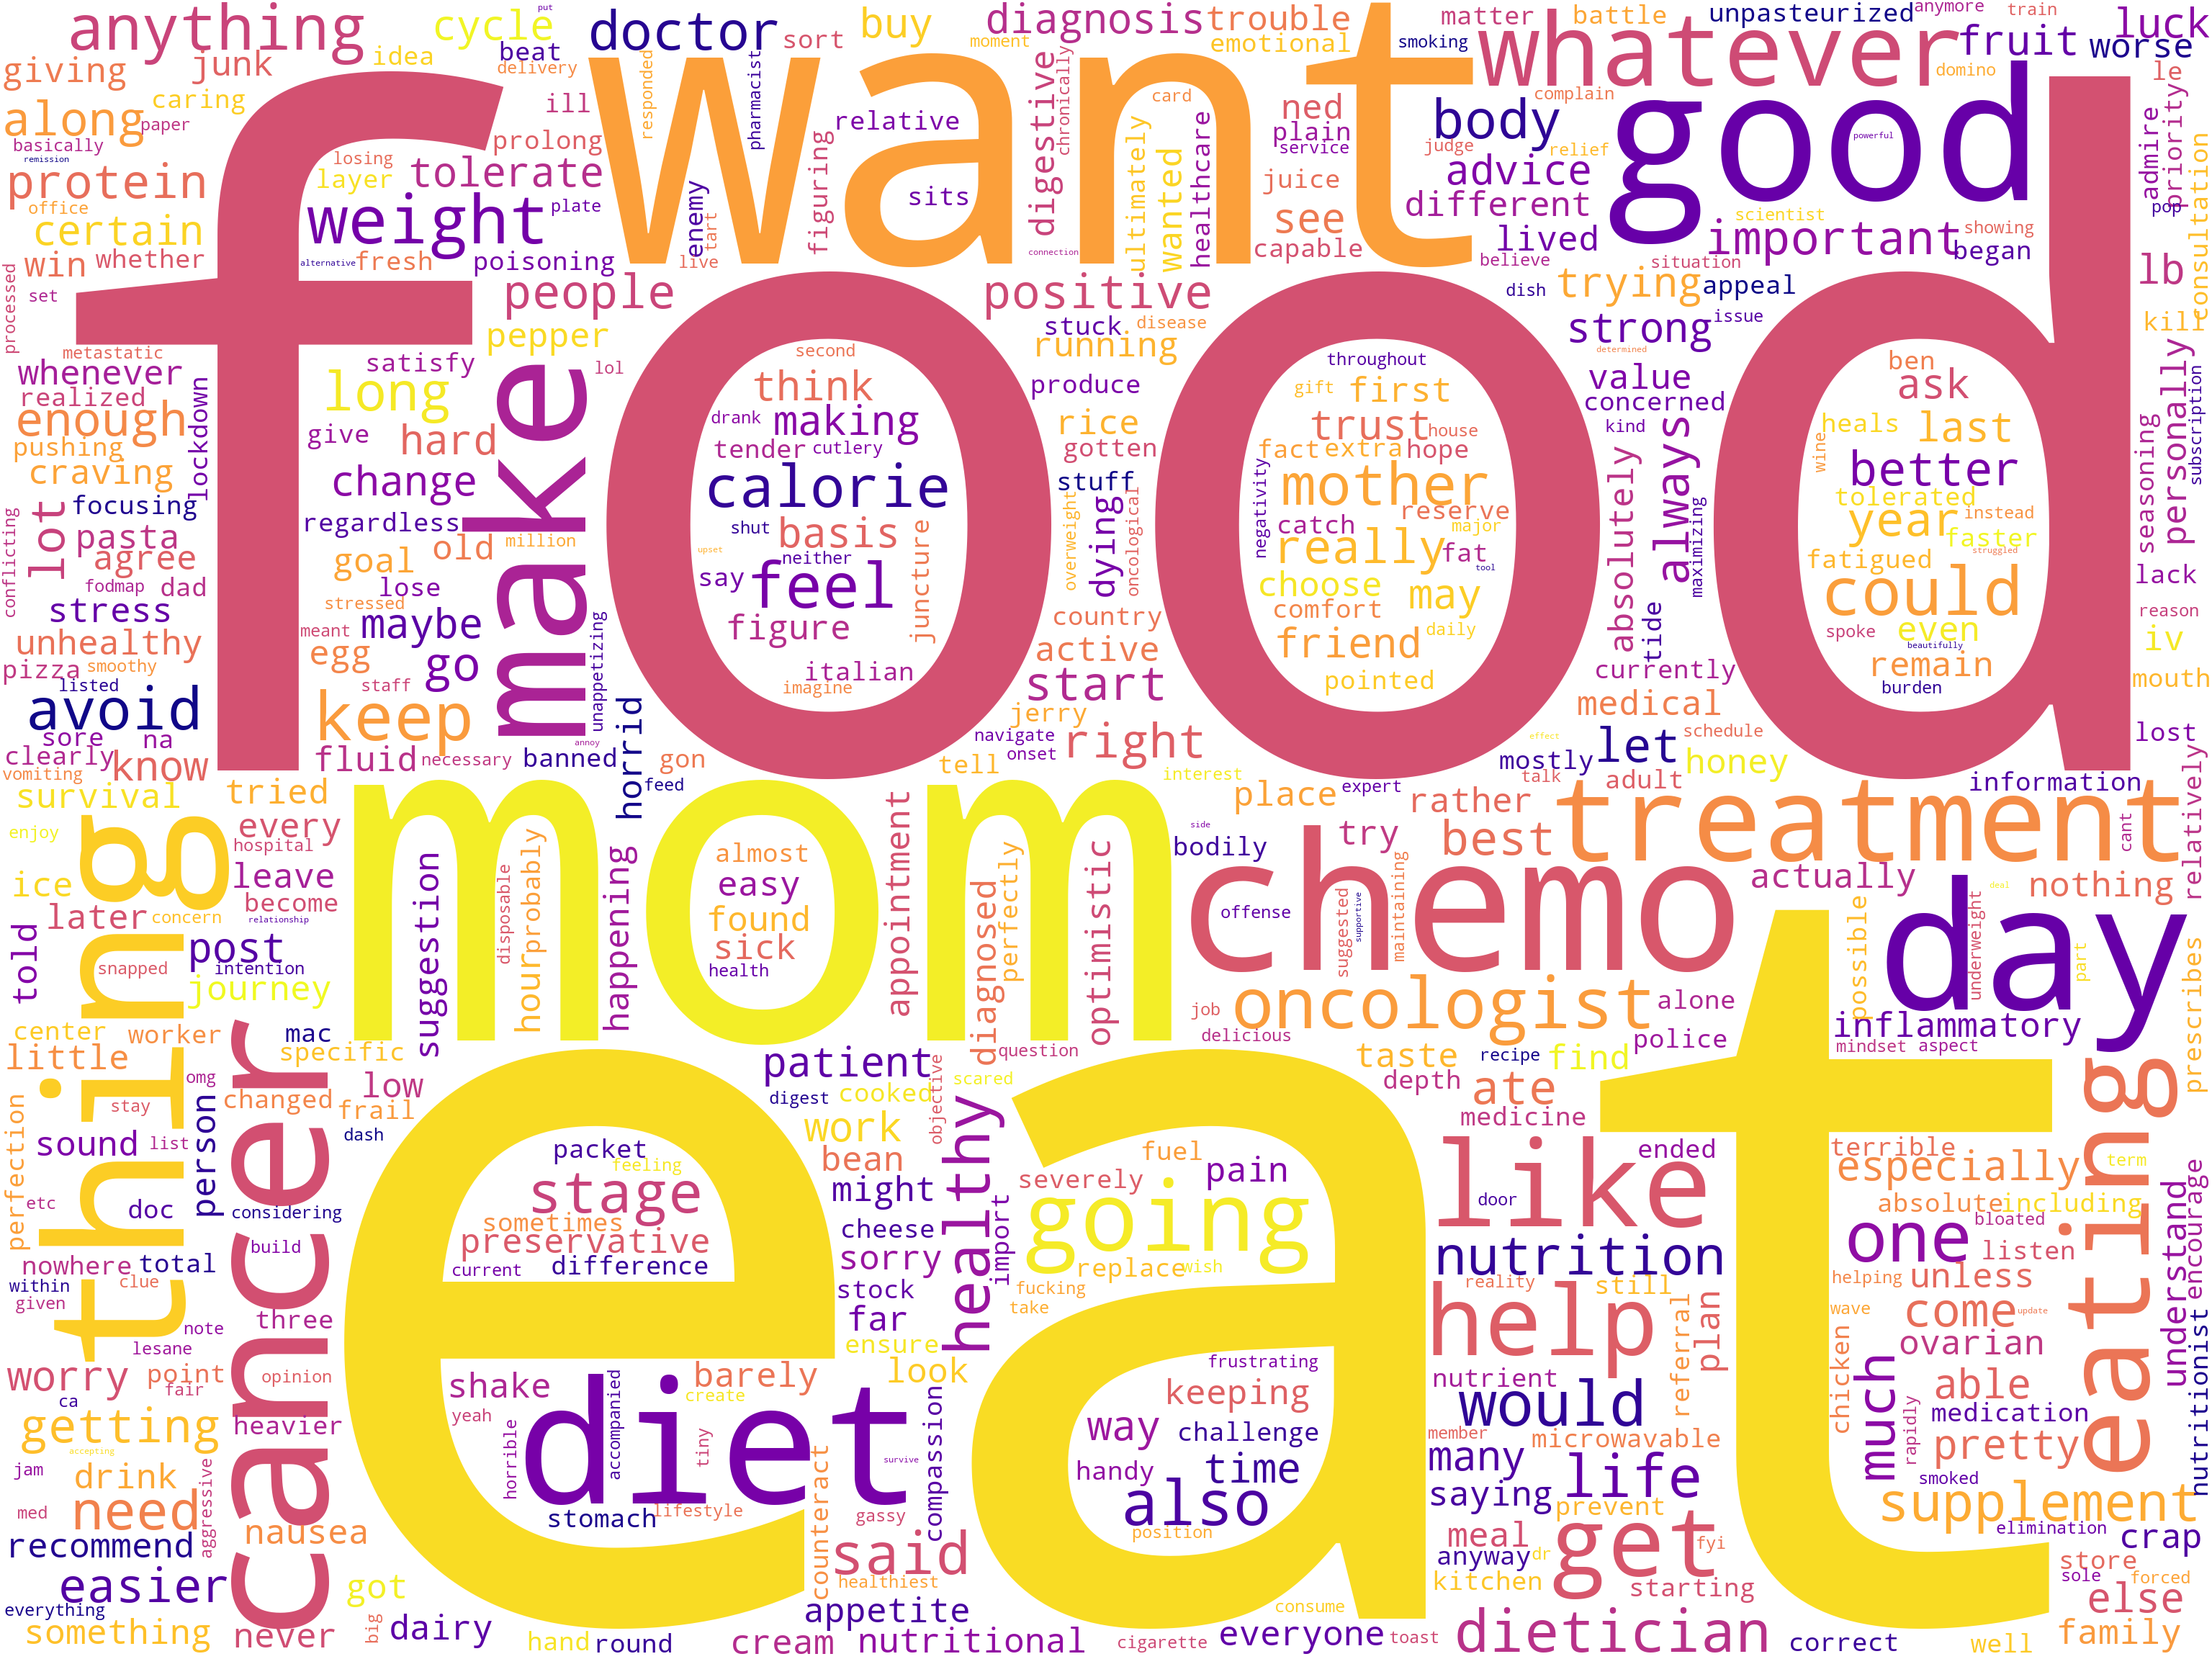 food
eat
mom
want
good
chemo
treatment
day
diet
thing
cancer
make
eating
like
help
get
going
whatever
healthy
oncologist
nutrition
supplement
dietician
would
life
also
one
stage
feel
calorie
mother
really
could
better
year
friend
may
trust
first
making
think
basis
figure
say
tender
drank
cutlery
second
shut
neither
upset
juncture
italian
imagine
gift
fact
extra
hope
house
catch
reserve
negativity
fat
major
tool
choose
comfort
daily
pointed
throughout
ben
ask
heals
last
wine
tolerated
instead
faster
fatigued
struggled
even
spoke
beautifully
remain
burden
anything
cycle
doctor
buy
diagnosis
trouble
matter
battle
unpasteurized
anymore
train
luck
put
moment
emotional
smoking
fruit
worse
giving
junk
idea
beat
delivery
sort
domino
le
along
caring
paper
ill
responded
pharmacist
relative
card
chronically
ned
plain
service
body
complain
judge
relief
powerful
admire
priority
consultation
basically
remission
losing
layer
prolong
tolerate
digestive
healthcare
juice
advice
different
protein
office
certain
weight
plate
enemy
figuring
sits
ultimately
wanted
see
capable
scientist
important
pop
showing
win
whether
alternative
fresh
poisoning
tart
live
connection
believe
lived
situation
began
processed
set
people
positive
dish
trying
appeal
lb
kill
metastatic
satisfy
pepper
lol
stuck
disease
running
strong
issue
determined
whenever
realized
lockdown
long
produce
value
concerned
kind
enough
pushing
craving
give
hard
rice
gotten
seasoning
personally
subscription
focusing
change
stuff
always
absolutely
maximizing
conflicting
lot
pasta
agree
regardless
goal
old
million
overweight
dying
oncological
fodmap
dad
lose
lack
stress
stressed
country
reason
unhealthy
meant
maybe
unappetizing
active
tide
iv
pizza
smoothy
egg
go
start
currently
mouth
listed
staff
avoid
keep
horrid
jerry
medical
sore
na
annoy
navigate
onset
right
mostly
let
schedule
lost
clearly
know
fluid
necessary
banned
gon
tell
effect
talk
adult
honey
vomiting
feed
interest
expert
information
survival
tried
place
rather
relatively
enjoy
every
hospital
hourprobably
almost
appointment
side
bodily
try
best
cant
ice
leave
become
suggestion
easy
found
sick
health
happening
disposable
diagnosed
perfectly
optimistic
offense
suggested
supportive
maintaining
actually
deal
nothing
later
concern
relationship
told
post
snapped
intention
journey
job
delicious
alone
police
possible
underweight
part
prescribes
inflammatory
mindset
aspect
center
worker
mac
specific
patient
question
taste
recipe
find
little
omg
changed
low
frail
digest
cooked
scared
objective
depth
ate
medicine
perfection
stay
sound
list
person
dash
packet
feeling
work
bean
fuel
pain
severely
ended
terrible
especially
term
etc
doc
considering
sometimes
preservative
might
cheese
import
door
absolute
including
bloated
understand
encourage
nowhere
total
build
current
difference
sorry
replace
wish
reality
still
listen
within
clue
given
stock
fucking
take
helping
unless
three
far
wave
come
update
note
lesane
ensure
frustrating
referral
plan
chicken
ovarian
nutritionist
worry
point
fair
opinion
shake
barely
create
look
keeping
nutrient
much
able
ca
heavier
yeah
way
challenge
member
microwavable
medication
getting
accepting
horrible
accompanied
tiny
survive
compassion
handy
time
many
rapidly
pretty
jam
drink
aggressive
stomach
lifestyle
gassy
position
saying
prevent
smoked
med
need
nausea
counteract
said
meal
fyi
elimination
crap
recommend
anyway
dr
store
easier
got
healthiest
kitchen
starting
sole
forced
everything
big
dairy
appetite
consume
else
something
never
hand
round
cream
nutritional
cigarette
everyone
toast
correct
well
family